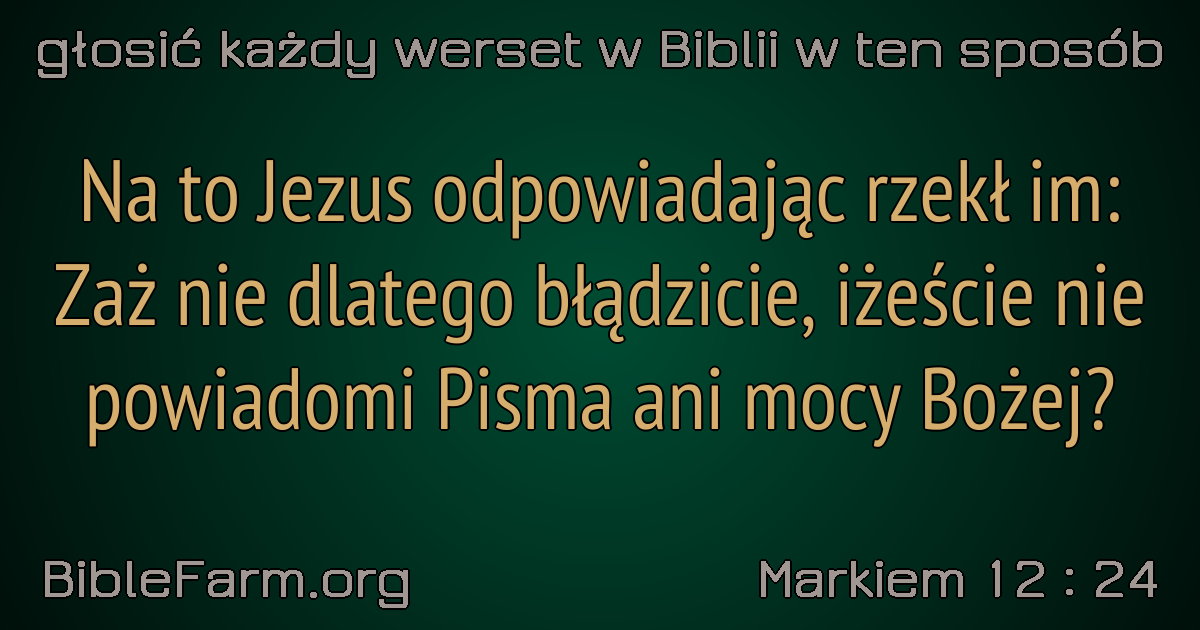 głosić każdy werset w Biblii w ten sposób
Na to Jezus odpowiadając rzekł im:
Zaż nie dlatego błądzicie, iżeście nie
powiadomi Pisma ani mocy Bożej?
BibleFarm.org
Markiem 12 : 24